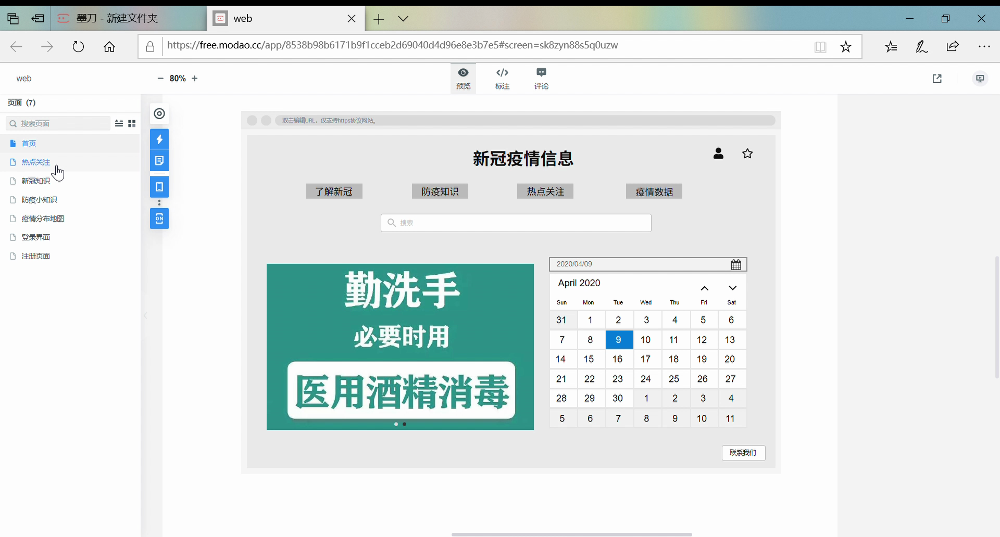 墨刀 - 新建文件夹
web
https://free.modao.cc/app/8538b98b6171b9f1cceb2d69040d4d96e8e3b7e5#screen=sk8zyn88s5q0uzw
web
80%
预览
标注
评论
页面 (7)
搜索页面
首页
热点关注
新冠知识
防疫小知识
疫情分布地图
登录界面
注册页面
ON
双击编辑URL，仅支持https协议网站。
新冠疫情信息
了解新冠
防疫知识
热点关注
疫情数据
搜索
勤洗手
必要时用
医用酒精消毒
2020/04/09
April 2020
Sun Mon Tue Wed Thu Fri Sat
31 1 2 3 4 5 6
7 8 9 10 11 12 13
14 15 16 17 18 19 20
21 22 23 24 25 26 27
28 29 30 1 2 3 4
5 6 7 8 9 10 11
联系我们